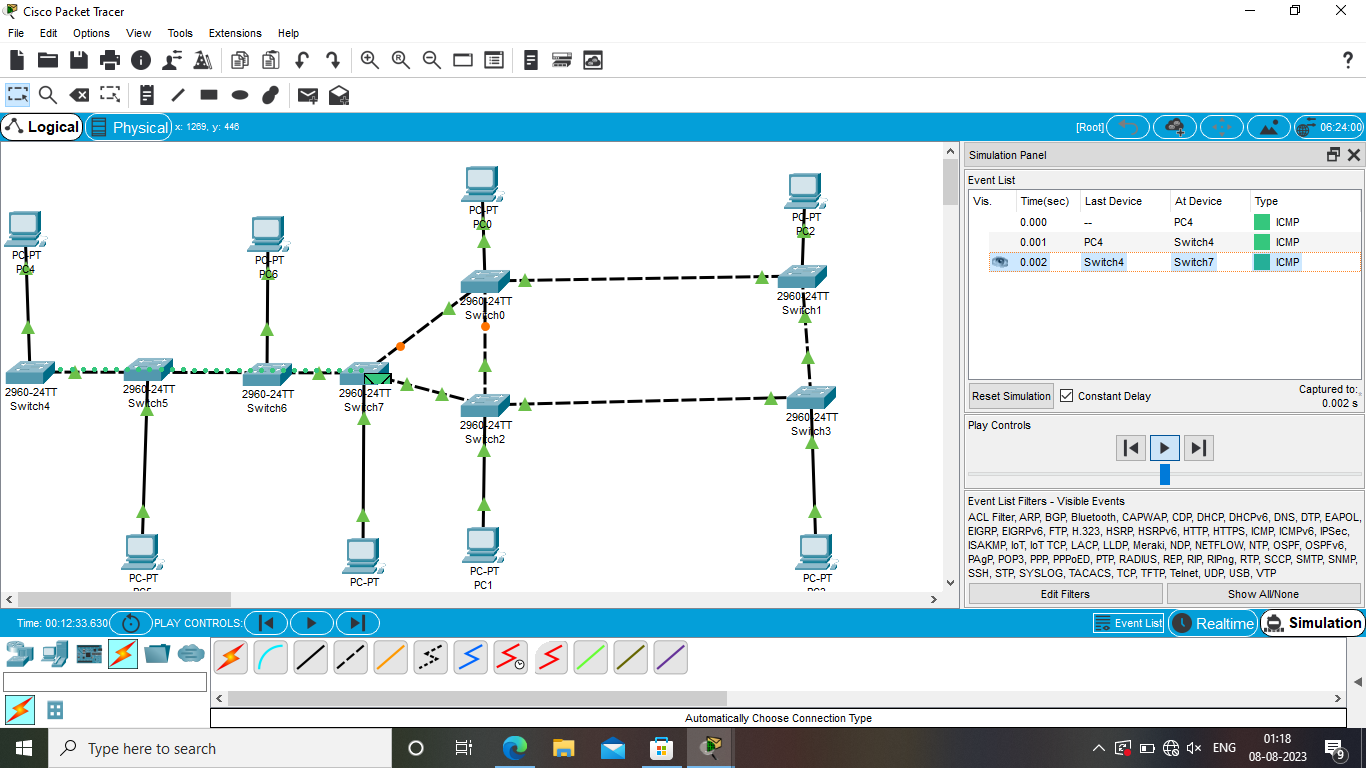 Cisco Packet Tracer
File Edit Options View Tools Extensions Help
?
Logical Physical x: 1269, y: 446 [Root] 06:24:00
PC-PT
PC4
PC-PT
PC6
PC-PT
PC0
PC-PT
PC2
2960-24TT
Switch0
2960-24TT
Switch1
2960-24TT
Switch4
2960-24TT
Switch5
2960-24TT
Switch6
2960-24TT
Switch7
2960-24TT
Switch2
2960-24TT
Switch3
PC-PT
PC5
PC-PT
PC-PT
PC1
PC-PT
Simulation Panel
Event List
Vis. Time(sec) Last Device At Device Type
0.000 -- PC4 ICMP
0.001 PC4 Switch4 ICMP
0.002 Switch4 Switch7 ICMP
Reset Simulation Constant Delay Captured to:
0.002 s
Play Controls
Event List Filters - Visible Events
ACL Filter, ARP, BGP, Bluetooth, CAPWAP, CDP, DHCP, DHCPv6, DNS, DTP, EAPOL,
EIGRP, EIGRPv6, FTP, H.323, HSRP, HSRPv6, HTTP, HTTPS, ICMP, ICMPv6, IPSec,
ISAKMP, IoT, IoT TCP, LACP, LLDP, Meraki, NDP, NETFLOW, NTP, OSPF, OSPFv6,
PAgP, POP3, PPP, PPPoED, PTP, RADIUS, REP, RIP, RIPng, RTP, SCCP, SMTP, SNMP,
SSH, STP, SYSLOG, TACACS, TCP, TFTP, Telnet, UDP, USB, VTP
Edit Filters Show All/None
Time: 00:12:33.630 PLAY CONTROLS: Event List Realtime Simulation
Automatically Choose Connection Type
Type here to search
ENG
01:18
08-08-2023
9